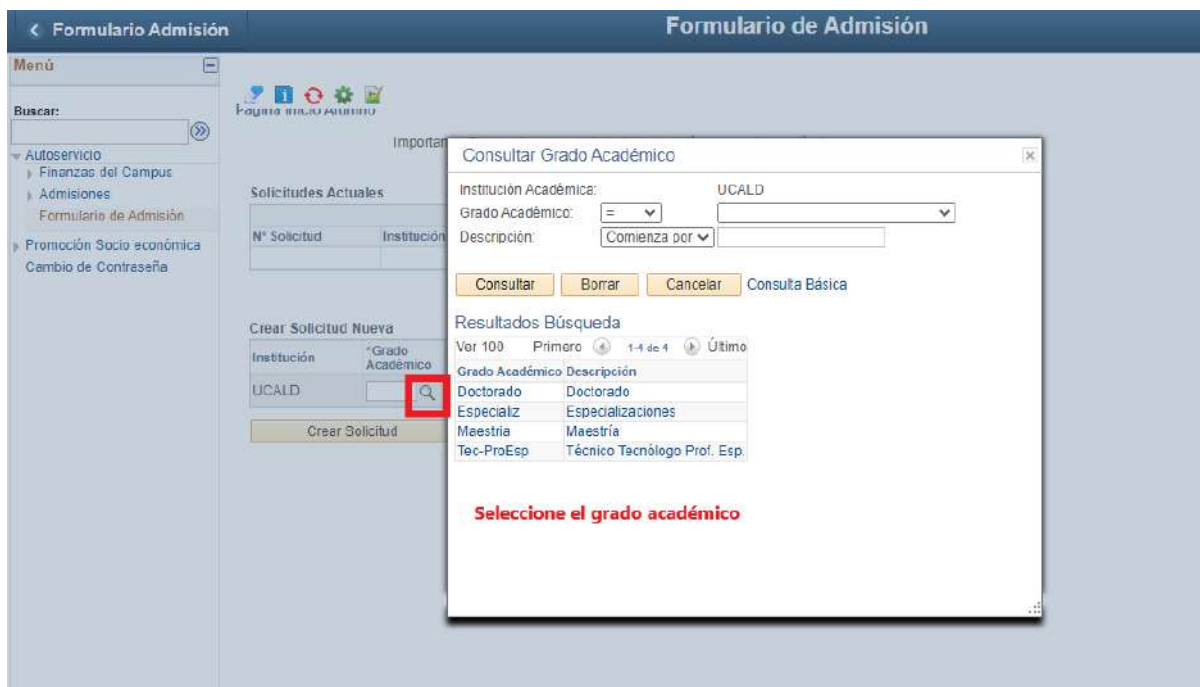 Formulario Admisión
Formulario de Admisión
Menú
Buscar:
Autoservicio
Finanzas del Campus
Admisiones
Formulario de Admisión
Promoción Socio económica
Cambio de Contraseña
Página Inicio Alumno
Importan
Solicitudes Actuales
Nº Solicitud Institución
Crear Solicitud Nueva
Institución *Grado Académico
UCALD
Crear Solicitud
Consultar Grado Académico
Institución Académica: UCALD
Grado Académico: =
Descripción: Comienza por
Consultar Borrar Cancelar Consulta Básica
Resultados Búsqueda
Ver 100 Primero 1-4 de 4 Último
Grado Académico Descripción
Doctorado Doctorado
Especializ Especializaciones
Maestria Maestría
Tec-ProEsp Técnico Tecnólogo Prof. Esp.
Seleccione el grado académico